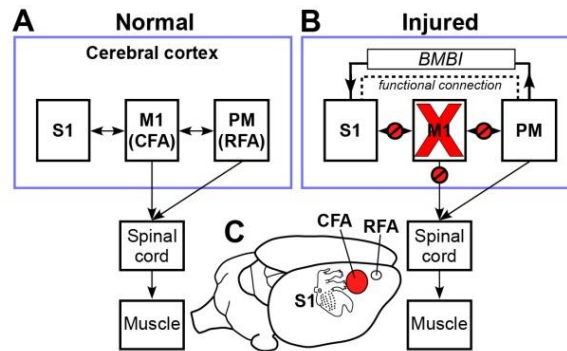 A
Normal
Cerebral cortex
S1
M1
(CFA)
PM
(RFA)
Spinal
cord
Muscle
B
Injured
BMBI
functional connection
S1
M1
PM
Spinal
cord
Muscle
C
CFA
RFA
S1